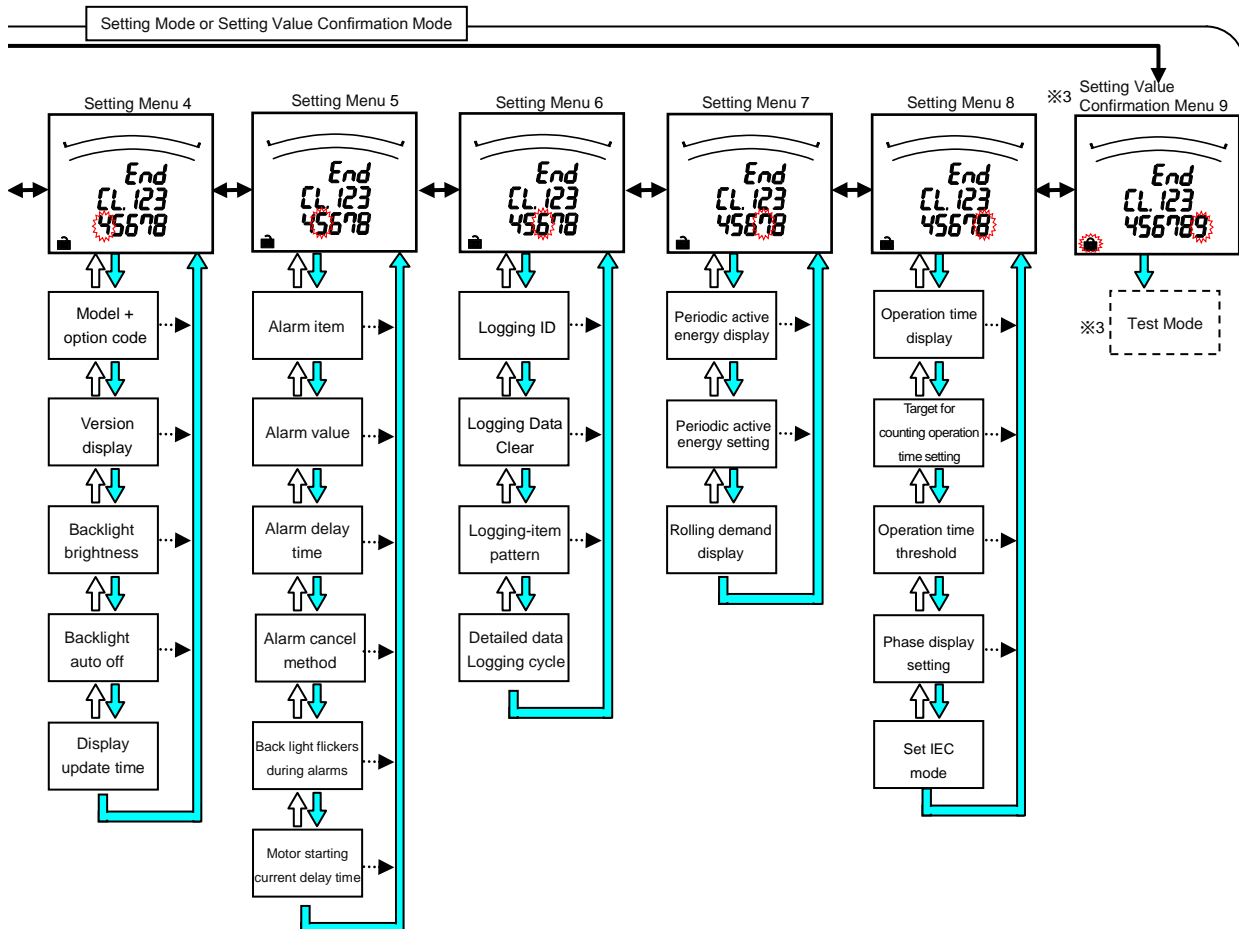 Setting Mode or Setting Value Confirmation Mode
Setting Menu 4
End
CL.123
45678
Model +
option code
Version
display
Backlight
brightness
Backlight
auto off
Display
update time
Setting Menu 5
End
CL.123
45678
Alarm item
Alarm value
Alarm delay
time
Alarm cancel
method
Back light flickers
during alarms
Motor starting
current delay time
Setting Menu 6
End
CL.123
45678
Logging ID
Logging Data
Clear
Logging-item
pattern
Detailed data
Logging cycle
Setting Menu 7
End
CL.123
45678
Periodic active
energy display
Periodic active
energy setting
Rolling demand
display
Setting Menu 8
End
CL.123
45678
Operation time
display
Target for
counting operation
time setting
Operation time
threshold
Phase display
setting
Set IEC
mode
※3 Setting Value
Confirmation Menu 9
End
CL.123
456789
※3 Test Mode